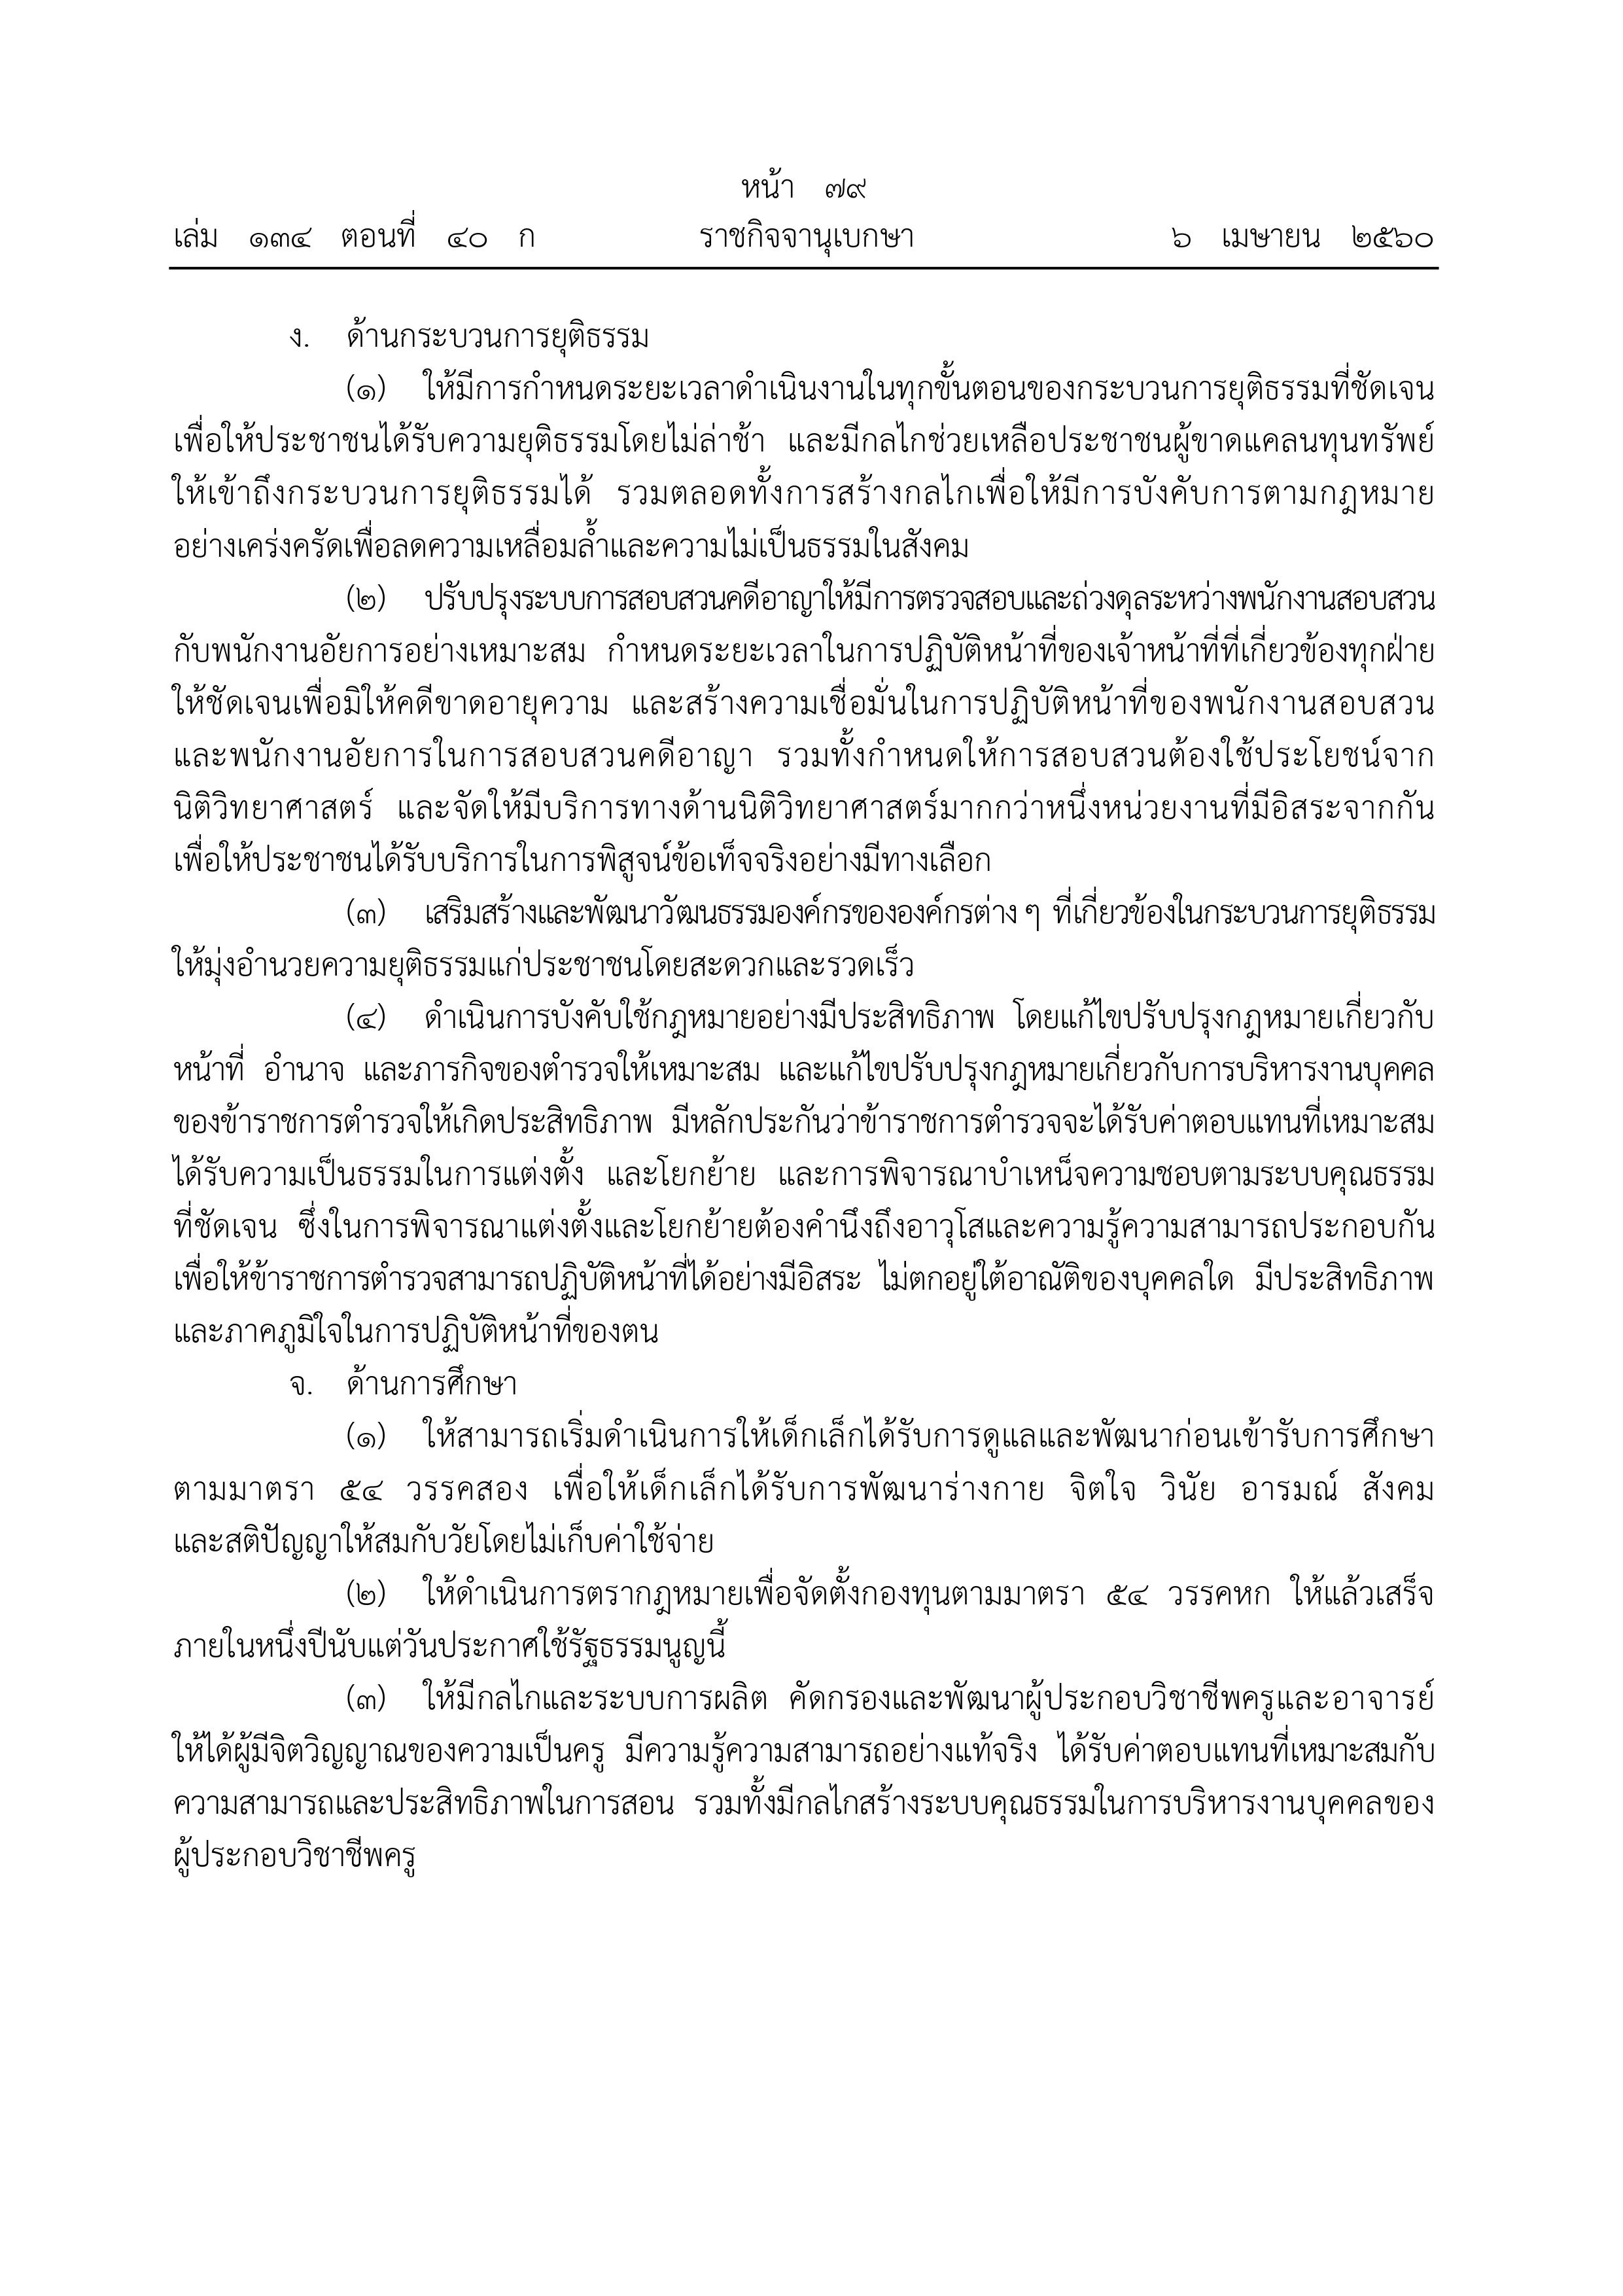 หน้า ๗๙
เล่ม ๑๓๔ ตอนที่ ๔๐ ก ราชกิจจานุเบกษา ๖ เมษายน ๒๕๖๐
ง. ด้านกระบวนการยุติธรรม
(๑) ให้มีการกำหนดระยะเวลาดำเนินงานในทุกขั้นตอนของกระบวนการยุติธรรมที่ชัดเจน
เพื่อให้ประชาชนได้รับความยุติธรรมโดยไม่ล่าช้า และมีกลไกช่วยเหลือประชาชนผู้ขาดแคลนทุนทรัพย์
ให้เข้าถึงกระบวนการยุติธรรมได้ รวมตลอดทั้งการสร้างกลไกเพื่อให้มีการบังคับการตามกฎหมาย
อย่างเคร่งครัดเพื่อลดความเหลื่อมล้ำและความไม่เป็นธรรมในสังคม
(๒) ปรับปรุงระบบการสอบสวนคดีอาญาให้มีการตรวจสอบและถ่วงดุลระหว่างพนักงานสอบสวน
กับพนักงานอัยการอย่างเหมาะสม กำหนดระยะเวลาในการปฏิบัติหน้าที่ของเจ้าหน้าที่ที่เกี่ยวข้องทุกฝ่าย
ให้ชัดเจนเพื่อมิให้คดีขาดอายุความ และสร้างความเชื่อมั่นในการปฏิบัติหน้าที่ของพนักงานสอบสวน
และพนักงานอัยการในการสอบสวนคดีอาญา รวมทั้งกำหนดให้การสอบสวนต้องใช้ประโยชน์จาก
นิติวิทยาศาสตร์ และจัดให้มีบริการทางด้านนิติวิทยาศาสตร์มากกว่าหนึ่งหน่วยงานที่มีอิสระจากกัน
เพื่อให้ประชาชนได้รับบริการในการพิสูจน์ข้อเท็จจริงอย่างมีทางเลือก
(๓) เสริมสร้างและพัฒนาวัฒนธรรมองค์กรขององค์กรต่าง ๆ ที่เกี่ยวข้องในกระบวนการยุติธรรม
ให้มุ่งอำนวยความยุติธรรมแก่ประชาชนโดยสะดวกและรวดเร็ว
(๔) ดำเนินการบังคับใช้กฎหมายอย่างมีประสิทธิภาพ โดยแก้ไขปรับปรุงกฎหมายเกี่ยวกับ
หน้าที่ อำนาจ และภารกิจของตำรวจให้เหมาะสม และแก้ไขปรับปรุงกฎหมายเกี่ยวกับการบริหารงานบุคคล
ของข้าราชการตำรวจให้เกิดประสิทธิภาพ มีหลักประกันว่าข้าราชการตำรวจจะได้รับค่าตอบแทนที่เหมาะสม
ได้รับความเป็นธรรมในการแต่งตั้ง และโยกย้าย และการพิจารณาบำเหน็จความชอบตามระบบคุณธรรม
ที่ชัดเจน ซึ่งในการพิจารณาแต่งตั้งและโยกย้ายต้องคำนึงถึงอาวุโสและความรู้ความสามารถประกอบกัน
เพื่อให้ข้าราชการตำรวจสามารถปฏิบัติหน้าที่ได้อย่างมีอิสระ ไม่ตกอยู่ใต้อาณัติของบุคคลใด มีประสิทธิภาพ
และภาคภูมิใจในการปฏิบัติหน้าที่ของตน
จ. ด้านการศึกษา
(๑) ให้สามารถเริ่มดำเนินการให้เด็กเล็กได้รับการดูแลและพัฒนาก่อนเข้ารับการศึกษา
ตามมาตรา ๕๔ วรรคสอง เพื่อให้เด็กเล็กได้รับการพัฒนาร่างกาย จิตใจ วินัย อารมณ์ สังคม
และสติปัญญาให้สมกับวัยโดยไม่เก็บค่าใช้จ่าย
(๒) ให้ดำเนินการตรากฎหมายเพื่อจัดตั้งกองทุนตามมาตรา ๕๔ วรรคหก ให้แล้วเสร็จ
ภายในหนึ่งปีนับแต่วันประกาศใช้รัฐธรรมนูญนี้
(๓) ให้มีกลไกและระบบการผลิต คัดกรองและพัฒนาผู้ประกอบวิชาชีพครูและอาจารย์
ให้ได้ผู้มีจิตวิญญาณของความเป็นครู มีความรู้ความสามารถอย่างแท้จริง ได้รับค่าตอบแทนที่เหมาะสมกับ
ความสามารถและประสิทธิภาพในการสอน รวมทั้งมีกลไกสร้างระบบคุณธรรมในการบริหารงานบุคคลของ
ผู้ประกอบวิชาชีพครู